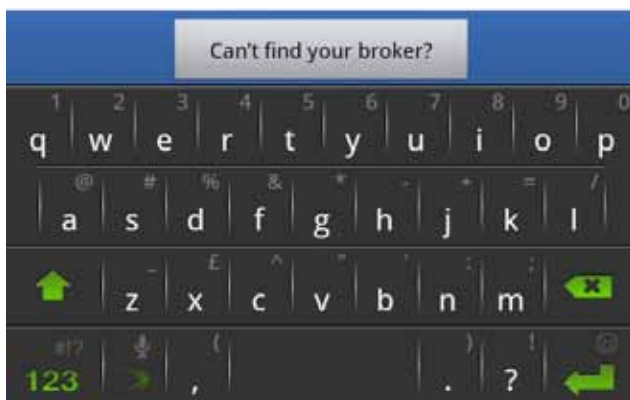 Can't find your broker?
1 2 3 4 5 6 7 8 9 0
q w e r t y u i o p
@ # % & * - + = /
a s d f g h j k l
_ £ ^ " ' : ;
z x c v b n m
#!? ( ) ! @
123 , . ?